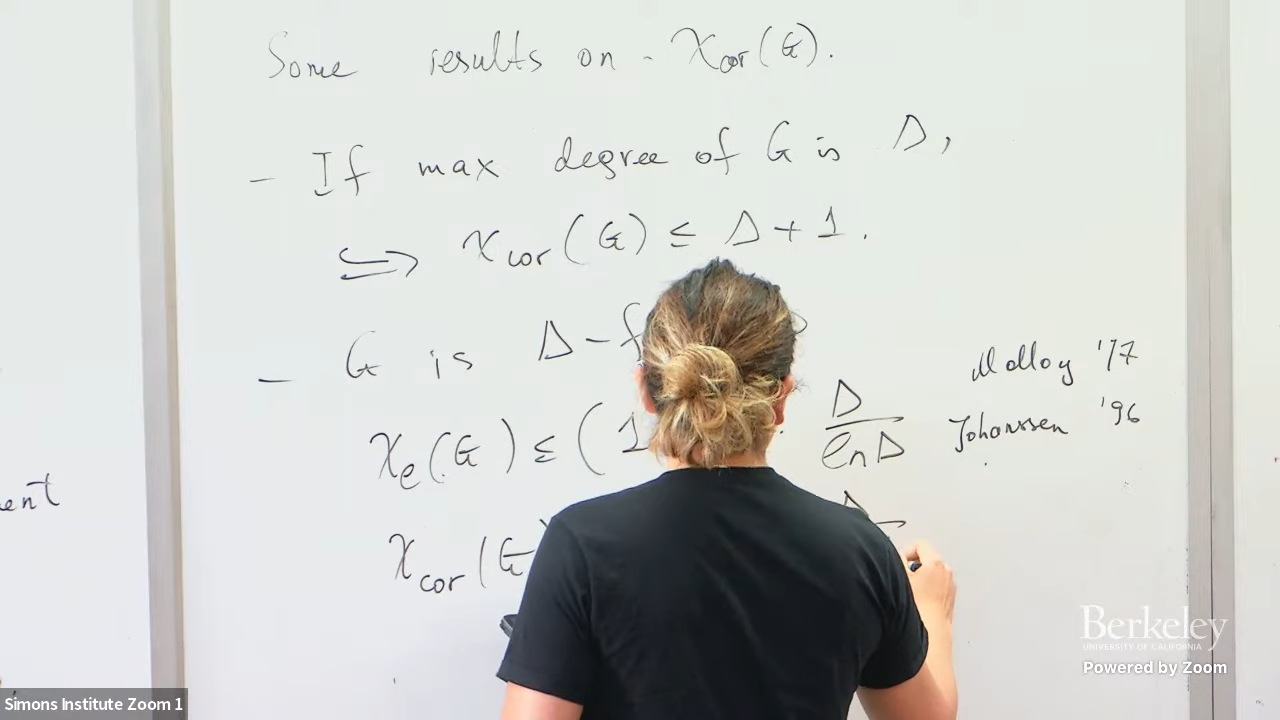 Some results on - χcor(G).
- If max degree of G is Δ,
⇒ χcor(G) ≤ Δ + 1.
- G is Δ - f
χe(G) ≤ (1 Δ/lnΔ
Molloy '17
Johanssen '96
χcor(G Δ
ent
Berkeley
UNIVERSITY OF CALIFORNIA
Powered by Zoom
Simons Institute Zoom 1